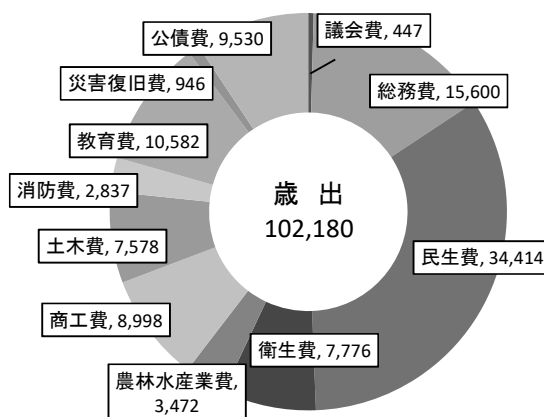 公債費, 9,530
議会費, 447
災害復旧費, 946
総務費, 15,600
教育費, 10,582
消防費, 2,837
歳 出
102,180
土木費, 7,578
民生費, 34,414
商工費, 8,998
衛生費, 7,776
農林水産業費,
3,472